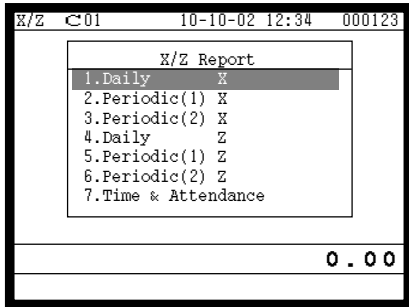 X/Z C01 10-10-02 12:34 000123
X/Z Report
1.Daily X
2.Periodic(1) X
3.Periodic(2) X
4.Daily Z
5.Periodic(1) Z
6.Periodic(2) Z
7.Time & Attendance
0.00